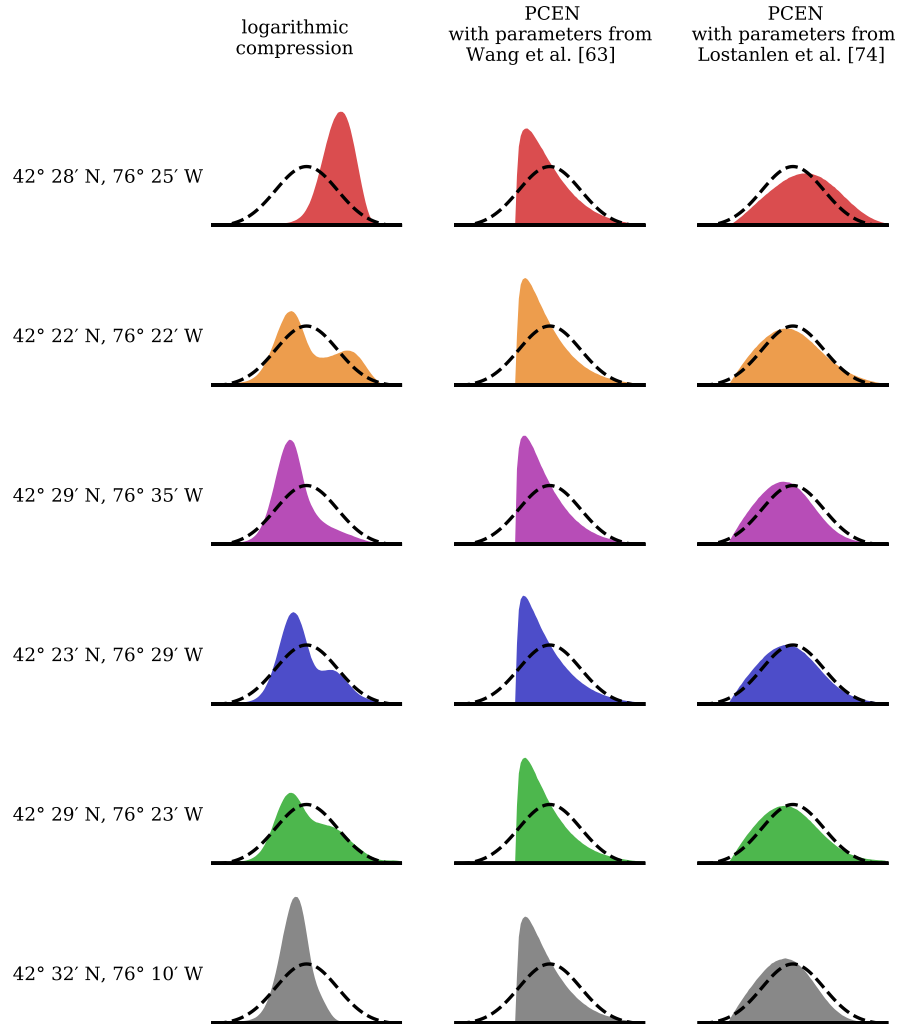 logarithmic
compression
PCEN
with parameters from
Wang et al. [63]
PCEN
with parameters from
Lostanlen et al. [74]
42° 28′ N, 76° 25′ W
42° 22′ N, 76° 22′ W
42° 29′ N, 76° 35′ W
42° 23′ N, 76° 29′ W
42° 29′ N, 76° 23′ W
42° 32′ N, 76° 10′ W